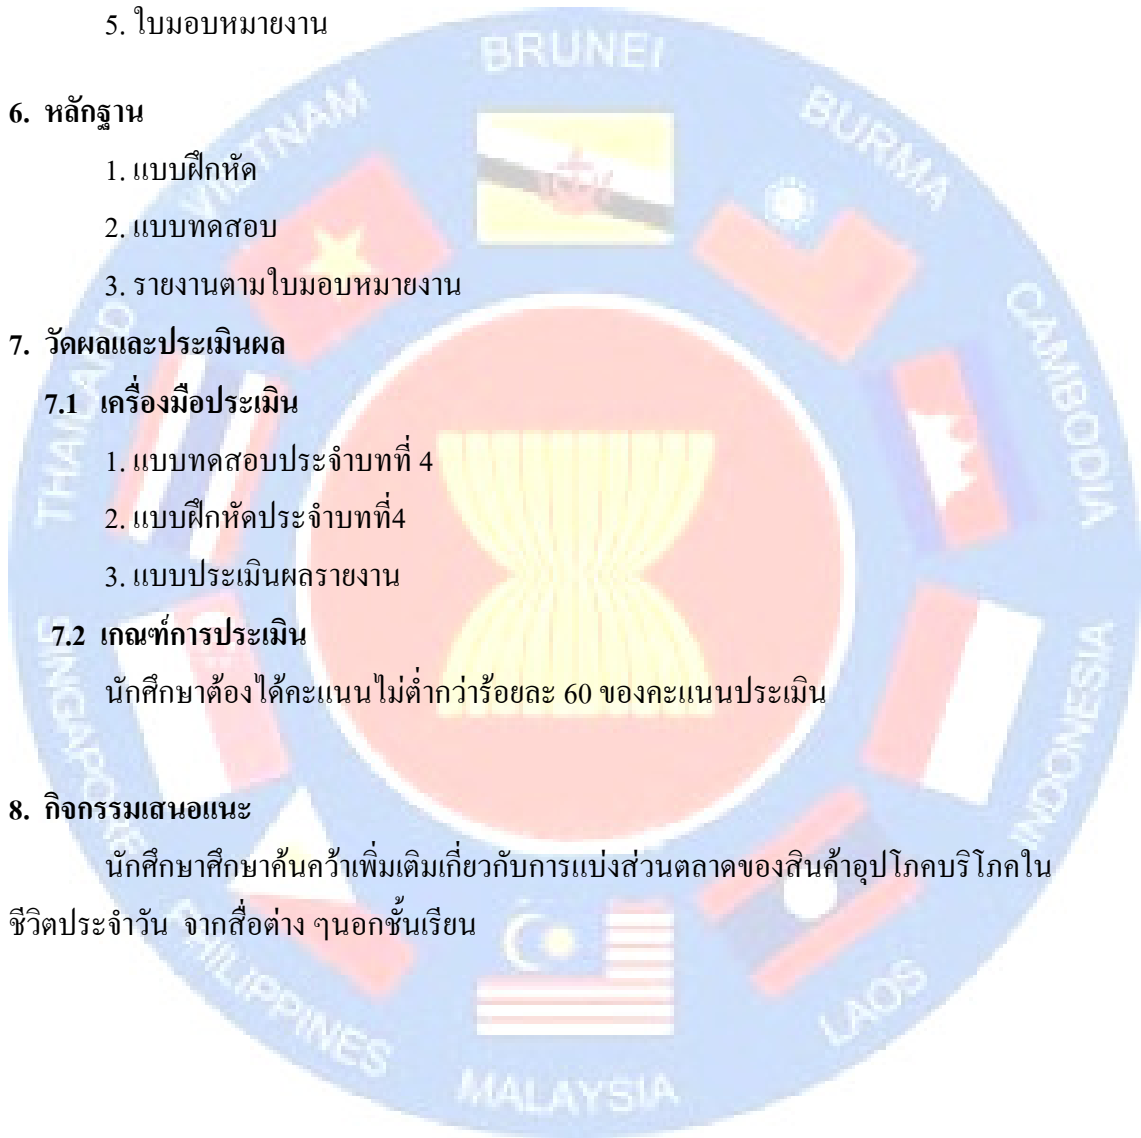 5. ใบมอบหมายงาน
6. หลักฐาน
1. แบบฝึกหัด
2. แบบทดสอบ
3. รายงานตามใบมอบหมายงาน
7. วัดผลและประเมินผล
7.1 เครื่องมือประเมิน
1. แบบทดสอบประจำบทที่ 4
2. แบบฝึกหัดประจำบทที่4
3. แบบประเมินผลรายงาน
7.2 เกณฑ์การประเมิน
นักศึกษาต้องได้คะแนนไม่ต่ำกว่าร้อยละ 60 ของคะแนนประเมิน
8. กิจกรรมเสนอแนะ
นักศึกษาศึกษาค้นคว้าเพิ่มเติมเกี่ยวกับการแบ่งส่วนตลาดของสินค้าอุปโภคบริโภคใน
ชีวิตประจำวัน จากสื่อต่าง ๆนอกชั้นเรียน
BRUNEI
BURMA
CAMBODIA
INDONESIA
LAOS
MALAYSIA
PHILIPPINES
SINGAPORE
THAILAND
VIETNAM